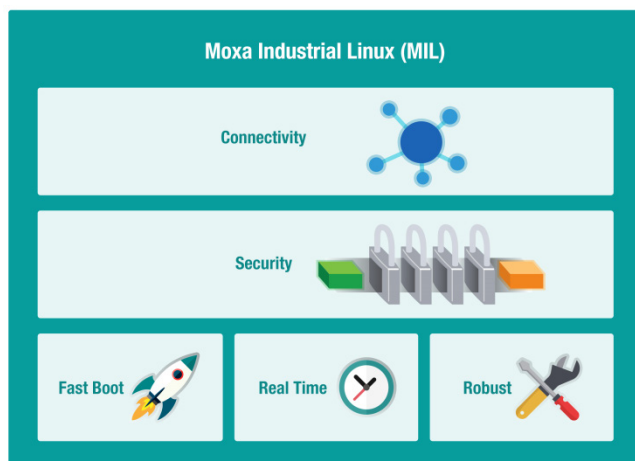 Moxa Industrial Linux (MIL)
Connectivity
Security
Fast Boot
Real Time
Robust